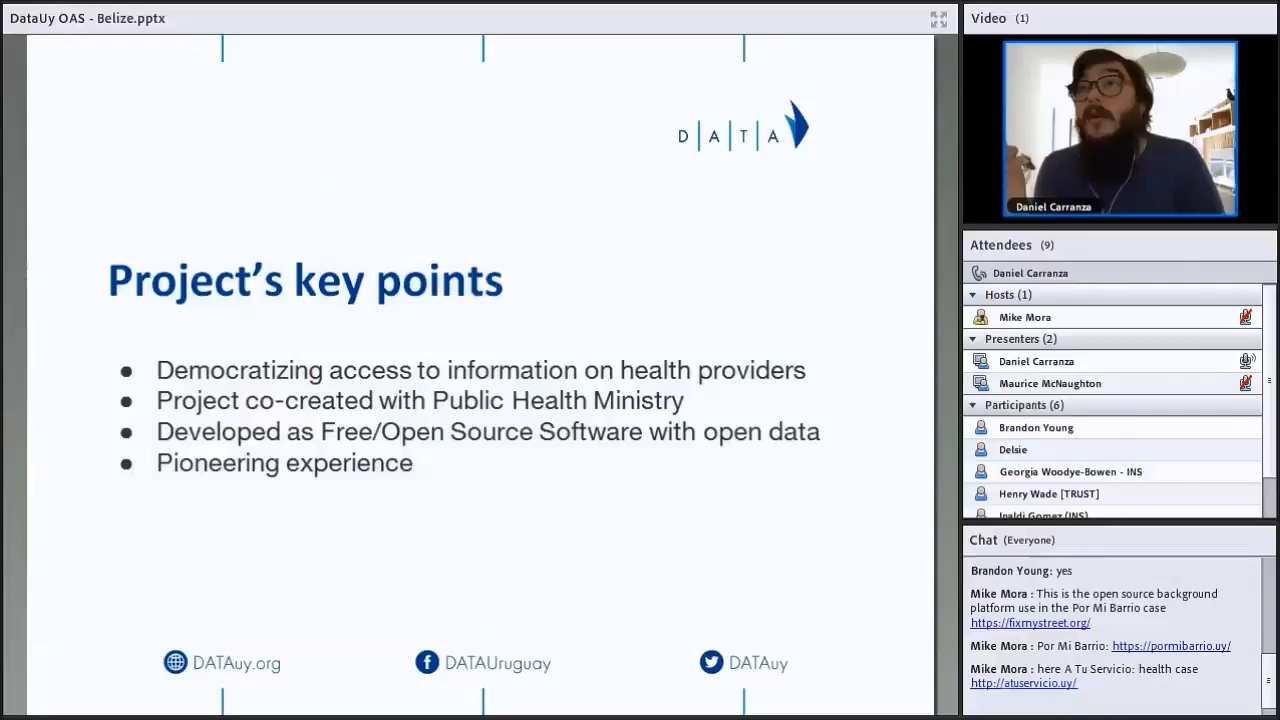 DataUy OAS - Belize.pptx
D | A | T | A
Project's key points
● Democratizing access to information on health providers
● Project co-created with Public Health Ministry
● Developed as Free/Open Source Software with open data
● Pioneering experience
DATAuy.org
DATAUruguay
DATAuy
Video (1)
Daniel Carranza
Attendees (9)
Daniel Carranza
Hosts (1)
Mike Mora
Presenters (2)
Daniel Carranza
Maurice McNaughton
Participants (6)
Brandon Young
Delsie
Georgia Woodye-Bowen - INS
Henry Wade [TRUST]
Gomez (INS)
Chat (Everyone)
Brandon Young: yes
Mike Mora : This is the open source background
platform use in the Por Mi Barrio case
https://fixmystreet.org/
Mike Mora : Por Mi Barrio: https://pormibarrio.uy/
Mike Mora : here A Tu Servicio: health case
http://atuservicio.uy/